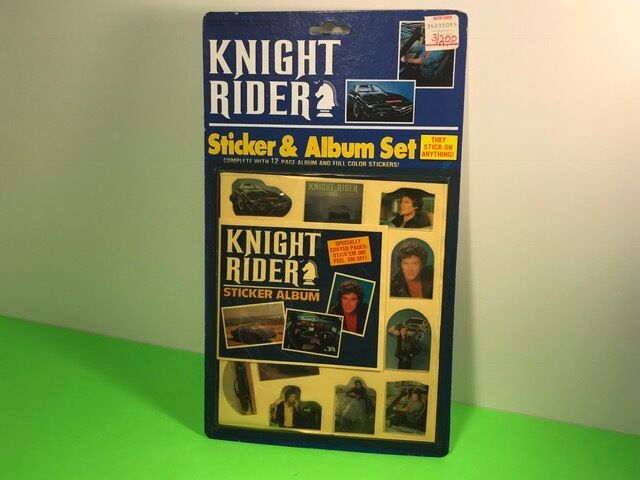 KNIGHT
RIDER
36239085
3/200
Sticker & Album Set
THEY
STICK ON
ANYTHING!
COMPLETE WITH 12 PAGE ALBUM AND FULL COLOR STICKERS!
KNIGHT RIDER
KNIGHT
RIDER
STICKER ALBUM
SPECIALLY
COATED PAGES-
STICK 'EM ON!
PEEL 'EM OFF!